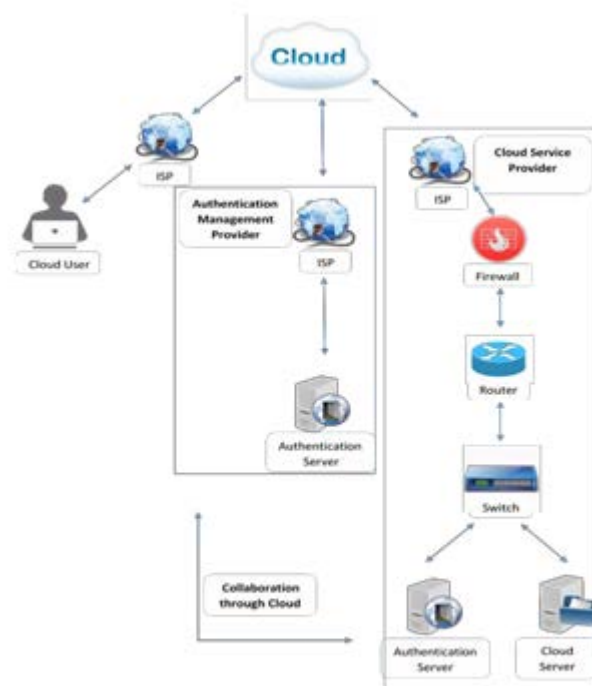 Cloud
ISP
Cloud User
Authentication
Management
Provider
ISP
Authentication
Server
Cloud Service
Provider
ISP
Firewall
Router
Switch
Authentication
Server
Cloud
Server
Collaboration
through Cloud